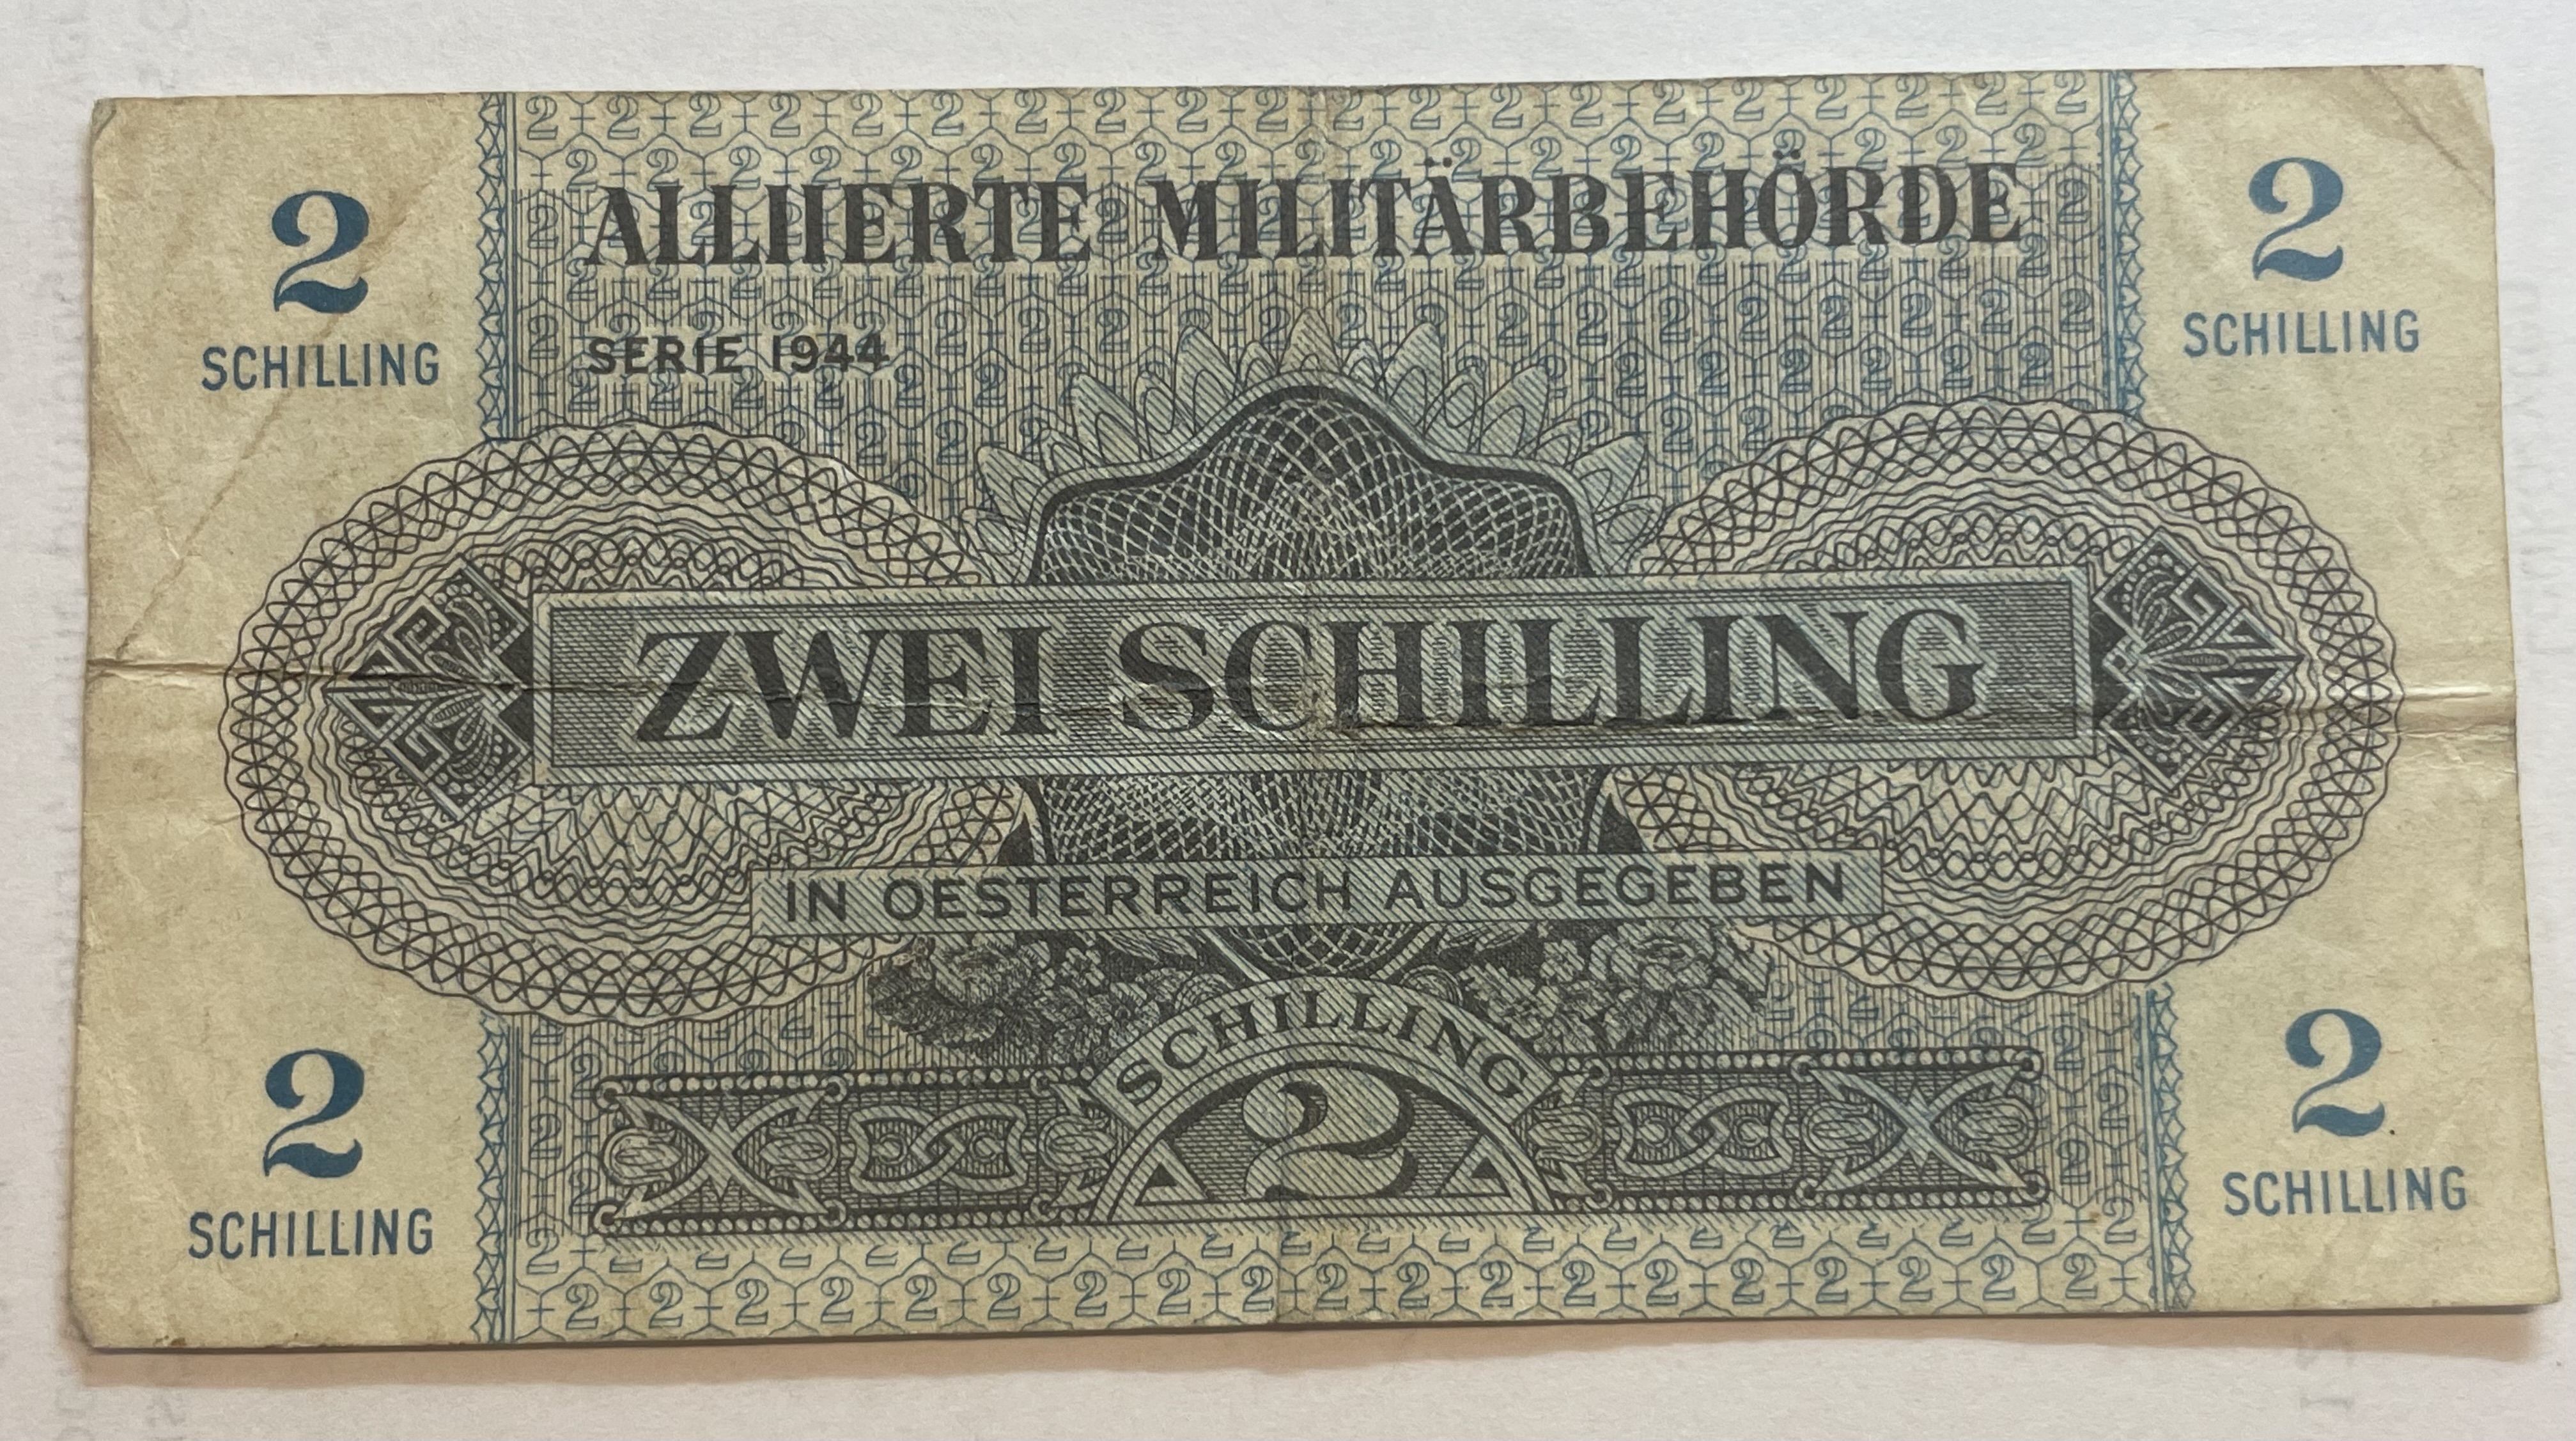 2 2
SCHILLING SCHILLING
ALLIIERTE MILITÄRBEHÖRDE
SERIE 1944
ZWEI SCHILLING
IN OESTERREICH AUSGEGEBEN
SCHILLING
2
2 2
SCHILLING SCHILLING